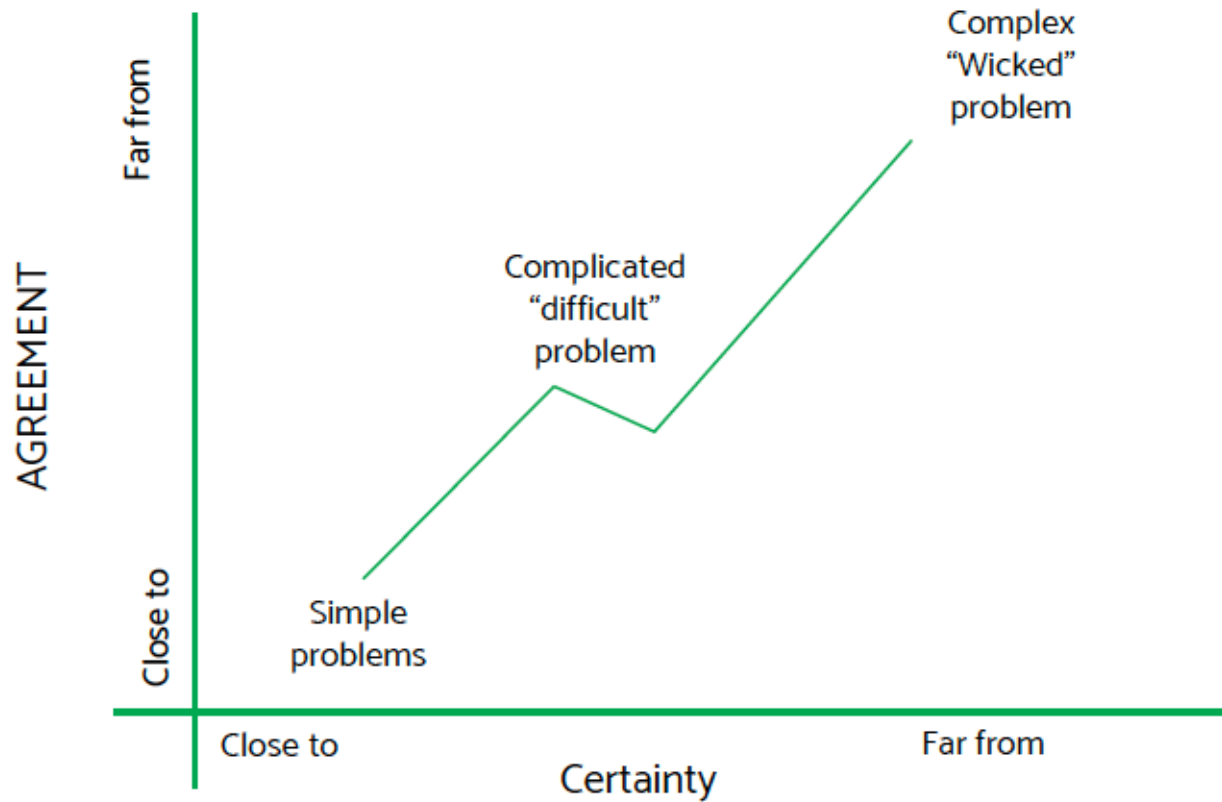 Complex
“Wicked”
problem
Far from
Complicated
“difficult”
problem
AGREEMENT
Close to
Simple
problems
Close to
Far from
Certainty